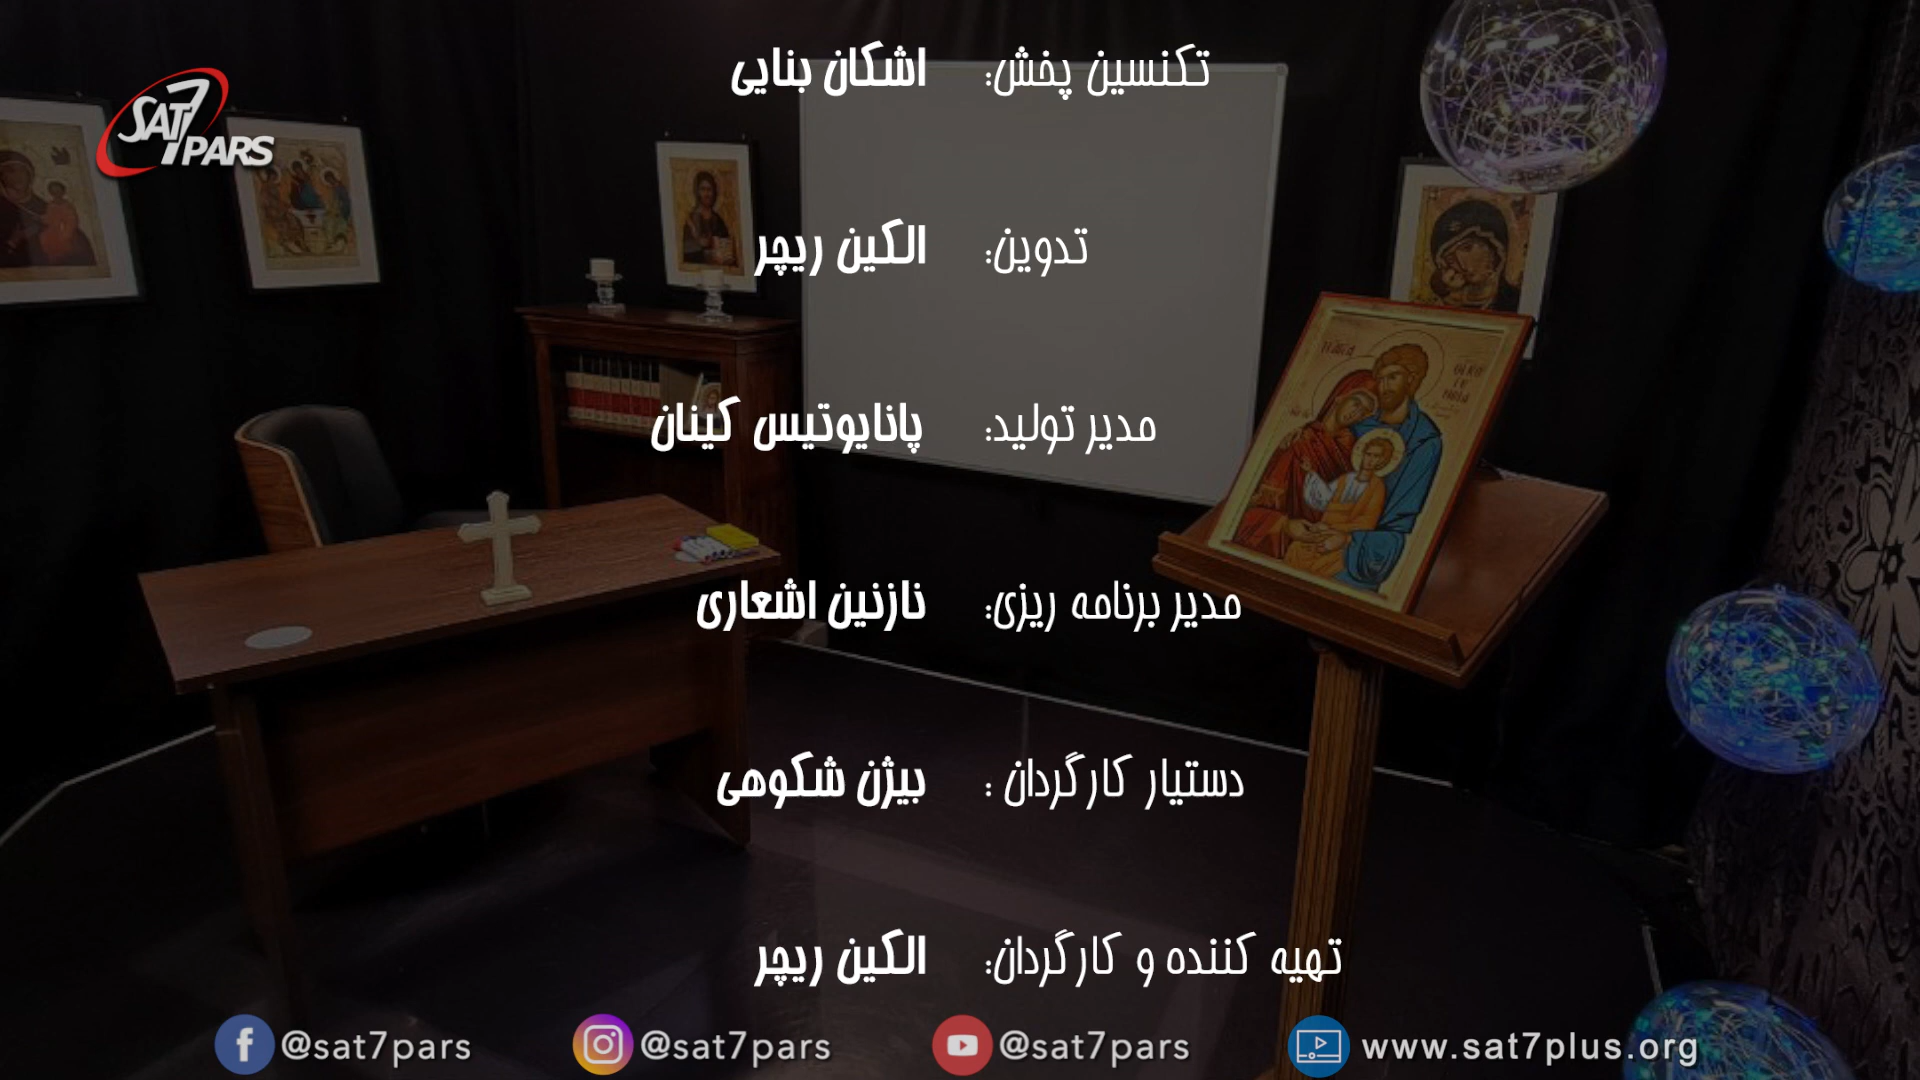 SAT7
PARS
تکنسین پخش: اشکان بنایی
تدوین: الکین ریچر
مدیر تولید: پانایوتیس کینان
مدیر برنامه ریزی: نازنین اشعاری
دستیار کارگردان : بیژن شکوهی
تهیه کننده و کارگردان: الکین ریچر
@sat7pars @sat7pars @sat7pars www.sat7plus.org